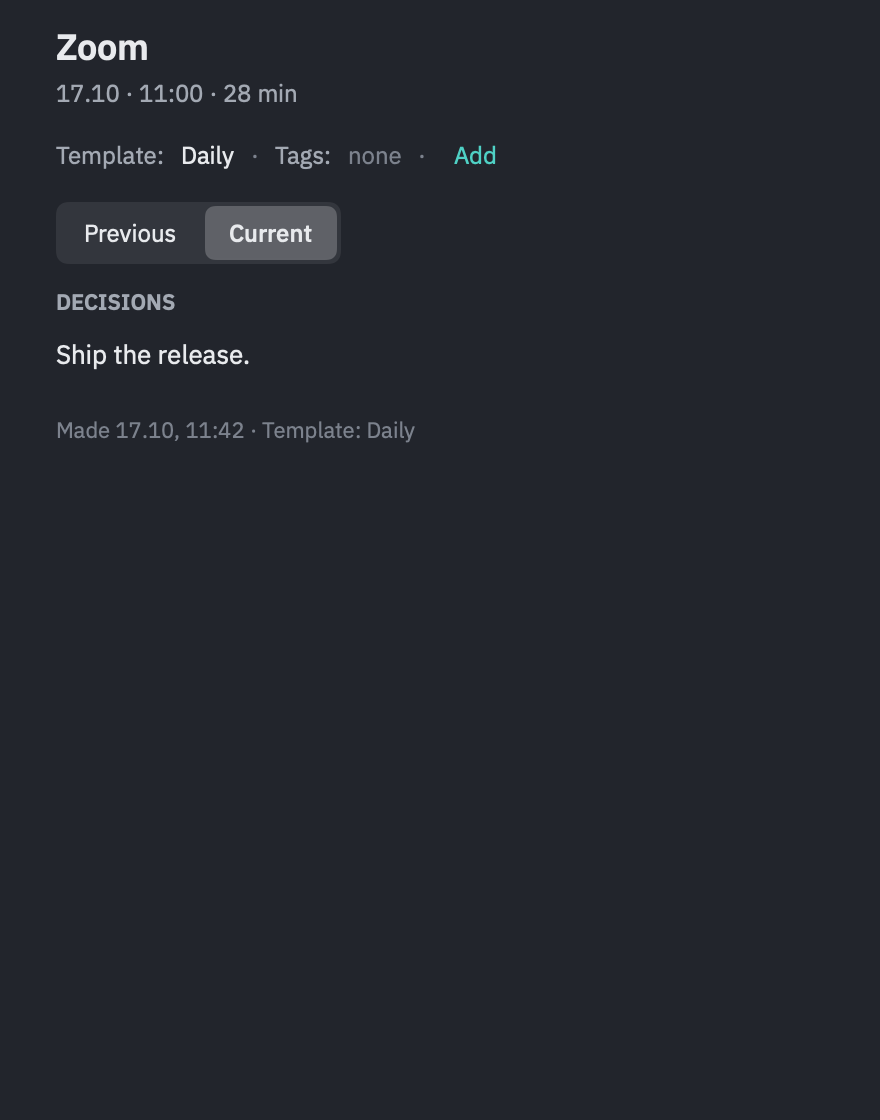 Zoom
17.10 · 11:00 · 28 min
Template: Daily · Tags: none · Add
Previous Current
DECISIONS
Ship the release.
Made 17.10, 11:42 · Template: Daily